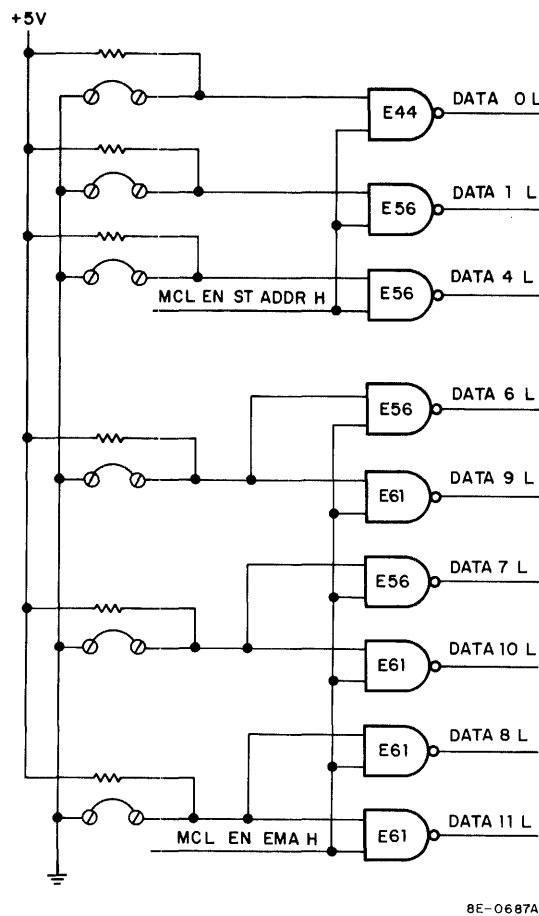 +5V
E44
DATA 0 L
E56
DATA 1 L
E56
DATA 4 L
MCL EN ST ADDR H
E56
DATA 6 L
E61
DATA 9 L
E56
DATA 7 L
E61
DATA 10 L
E61
DATA 8 L
E61
DATA 11 L
MCL EN EMA H
8E-0687A